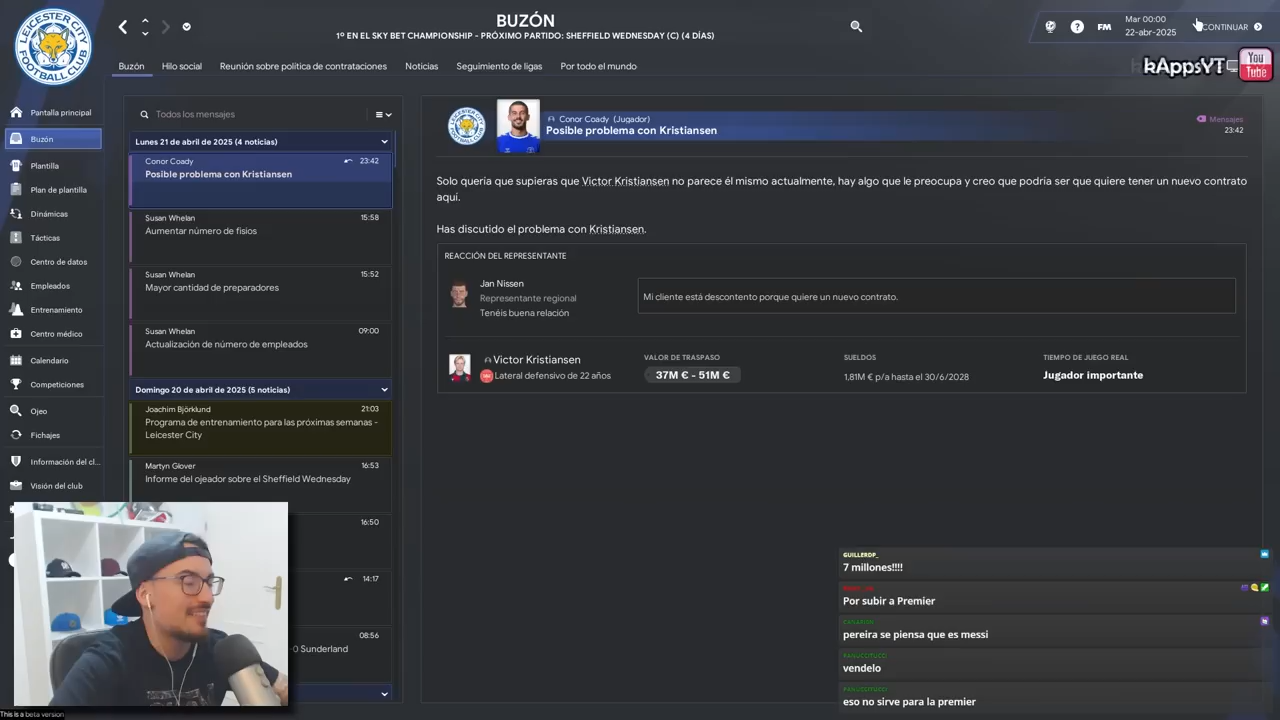 LEICESTER CITY
FOOTBALL CLUB
BUZÓN
1º EN EL SKY BET CHAMPIONSHIP - PRÓXIMO PARTIDO: SHEFFIELD WEDNESDAY (C) (4 DÍAS)
FM
Mar 00:00
22-abr-2025
CONTINUAR
kAppsYT
You
Tube
Buzón
Hilo social
Reunión sobre política de contrataciones
Noticias
Seguimiento de ligas
Por todo el mundo
Pantalla principal
Buzón
Plantilla
Plan de plantilla
Dinámicas
Tácticas
Centro de datos
Empleados
Entrenamiento
Centro médico
Calendario
Competiciones
Ojeo
Fichajes
Información del cl...
Visión del club
Todos los mensajes
Lunes 21 de abril de 2025 (4 noticias)
Conor Coady 23:42
Posible problema con Kristiansen
Susan Whelan 15:58
Aumentar número de fisios
Susan Whelan 15:52
Mayor cantidad de preparadores
Susan Whelan 09:00
Actualización de número de empleados
Domingo 20 de abril de 2025 (5 noticias)
Joachim Björklund 21:03
Programa de entrenamiento para las próximas semanas -
Leicester City
Martyn Glover 16:53
Informe del ojeador sobre el Sheffield Wednesday
16:50
14:17
08:56
-0 Sunderland
Conor Coady (Jugador)
Posible problema con Kristiansen
Mensajes
23:42
Solo quería que supieras que Victor Kristiansen no parece él mismo actualmente, hay algo que le preocupa y creo que podría ser que quiere tener un nuevo contrato
aquí.
Has discutido el problema con Kristiansen.
REACCIÓN DEL REPRESENTANTE
Jan Nissen
Representante regional
Tenéis buena relación
Mi cliente está descontento porque quiere un nuevo contrato.
Victor Kristiansen
Lateral defensivo de 22 años
VALOR DE TRASPASO
37M € - 51M €
SUELDOS
1,81M € p/a hasta el 30/6/2028
TIEMPO DE JUEGO REAL
Jugador importante
GUILLERDP_
7 millones!!!!
Por subir a Premier
pereira se piensa que es messi
vendelo
eso no sirve para la premier
This is a beta version